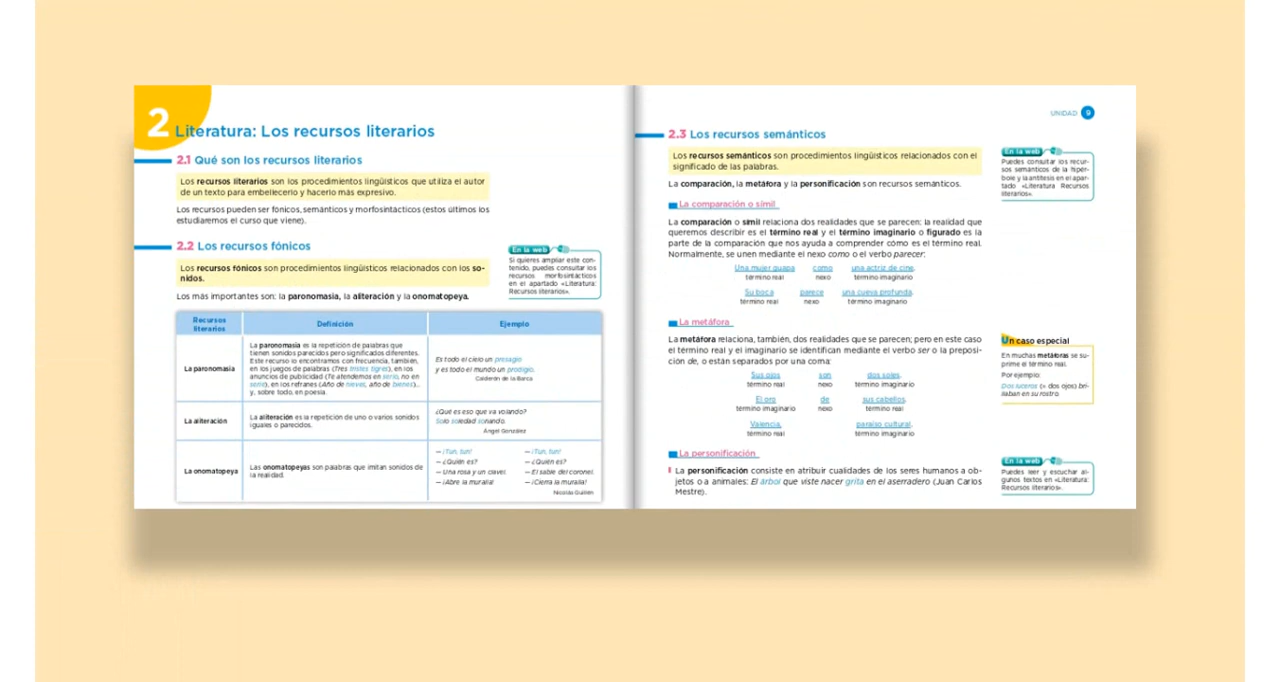 2 Literatura: Los recursos literarios
2.1 Qué son los recursos literarios
Los recursos literarios son los procedimientos lingüísticos que utiliza el autor
de un texto para embellecerlo y hacerlo más expresivo.
Los recursos pueden ser fónicos, semánticos y morfosintácticos (estos últimos los
estudiaremos el curso que viene).
2.2 Los recursos fónicos
Los recursos fónicos son procedimientos lingüísticos relacionados con los so-
nidos.
Los más importantes son: la paronomasia, la aliteración y la onomatopeya.
En la web
Si quieres ampliar este con-
tenido, puedes consultar los
recursos morfosintácticos
en el apartado «Literatura:
Recursos literarios».
Recursos
literarios
Definición
Ejemplo
La paronomasia
La paronomasia es la repetición de palabras que
tienen sonidos parecidos pero significados diferentes.
Este recurso lo encontramos con frecuencia, también,
en los juegos de palabras (Tres tristes tigres), en los
anuncios de publicidad (Te atendemos en serio, no en
serie), en los refranes (Año de nieves, año de bienes)...
y, sobre todo, en poesía.
Es todo el cielo un presagio
y es todo el mundo un prodigio.
Calderón de la Barca
La aliteración
La aliteración es la repetición de uno o varios sonidos
iguales o parecidos.
¿Qué es eso que va volando?
Solo soledad sonando.
Ángel González
La onomatopeya
Las onomatopeyas son palabras que imitan sonidos de
la realidad.
— ¡Tun, tun!
— ¿Quién es?
— Una rosa y un clavel.
— ¡Abre la muralla!
— ¡Tun, tun!
— ¿Quién es?
— El sable del coronel.
— ¡Cierra la muralla!
Nicolás Guillén
UNIDAD 9
2.3 Los recursos semánticos
Los recursos semánticos son procedimientos lingüísticos relacionados con el
significado de las palabras.
La comparación, la metáfora y la personificación son recursos semánticos.
En la web
Puedes consultar los recur-
sos semánticos de la hipér-
bole y la antítesis en el apar-
tado «Literatura Recursos
literarios».
La comparación o símil
La comparación o símil relaciona dos realidades que se parecen: la realidad que
queremos describir es el término real y el término imaginario o figurado es la
parte de la comparación que nos ayuda a comprender cómo es el término real.
Normalmente, se unen mediante el nexo como o el verbo parecer:
Una mujer guapa como una actriz de cine.
término real nexo término imaginario
Su boca parece una cueva profunda.
término real nexo término imaginario
La metáfora
La metáfora relaciona, también, dos realidades que se parecen; pero en este caso
el término real y el imaginario se identifican mediante el verbo ser o la preposi-
ción de, o están separados por una coma:
Sus ojos son dos soles.
término real nexo término imaginario
El oro de sus cabellos.
término imaginario nexo término real
Valencia, paraíso cultural.
término real término imaginario
Un caso especial
En muchas metáforas se su-
prime el término real.
Por ejemplo:
Dos luceros (= dos ojos) bri-
llaban en su rostro.
La personificación
La personificación consiste en atribuir cualidades de los seres humanos a ob-
jetos o a animales: El árbol que viste nacer grita en el aserradero (Juan Carlos
Mestre).
En la web
Puedes leer y escuchar al-
gunos textos en «Literatura:
Recursos literarios».